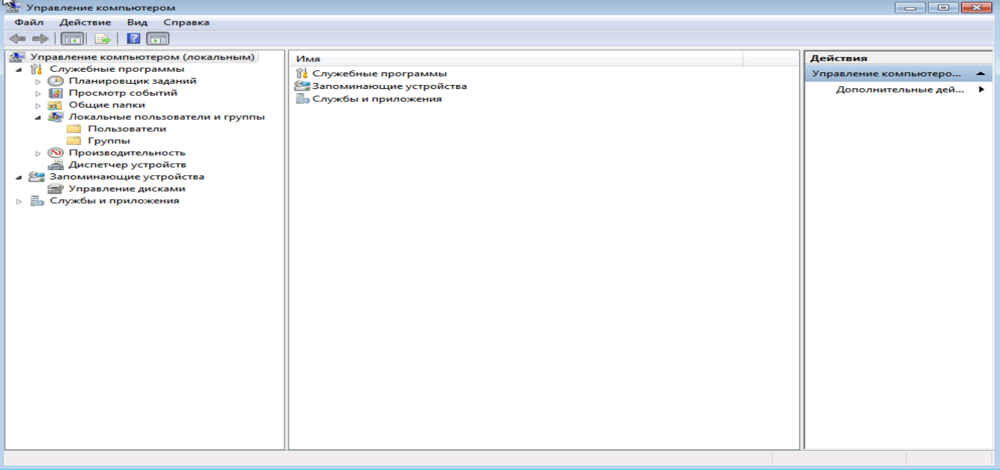 Управление компьютером
Файл Действие Вид Справка
Управление компьютером (локальным)
Служебные программы
Планировщик заданий
Просмотр событий
Общие папки
Локальные пользователи и группы
Пользователи
Группы
Производительность
Диспетчер устройств
Запоминающие устройства
Управление дисками
Службы и приложения
Имя
Служебные программы
Запоминающие устройства
Службы и приложения
Действия
Управление компьютеро...
Дополнительные дей...